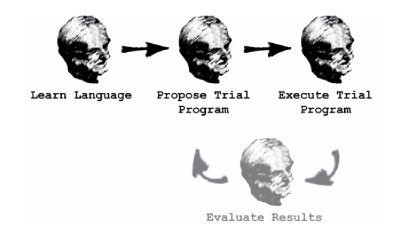 Learn Language
Propose Trial
Program
Execute Trial
Program
Evaluate Results